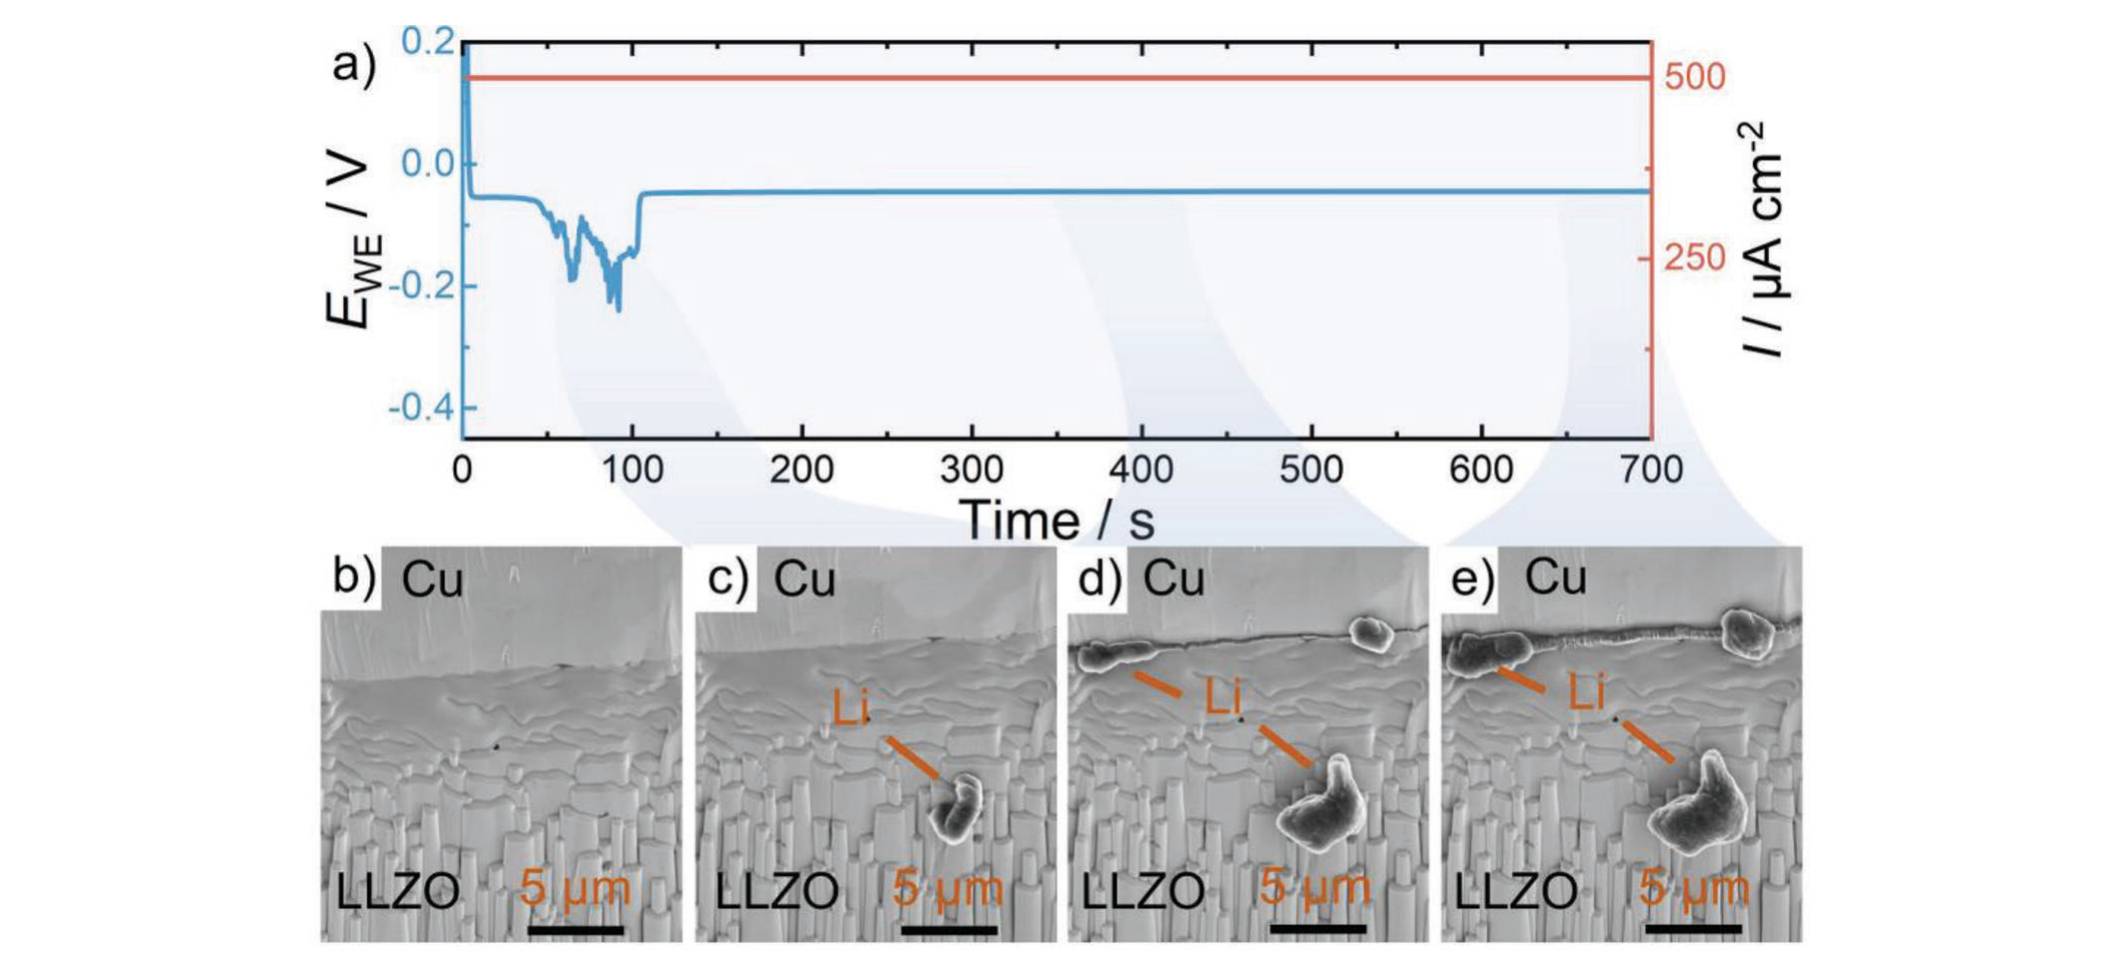 a)
0.2
0.0
-0.2
-0.4
E_WE / V
500
250
I / µA cm⁻²
0 100 200 300 400 500 600 700
Time / s
b) Cu
LLZO 5 µm
c) Cu
Li
LLZO 5 µm
d) Cu
Li
LLZO 5 µm
e) Cu
Li
LLZO 5 µm